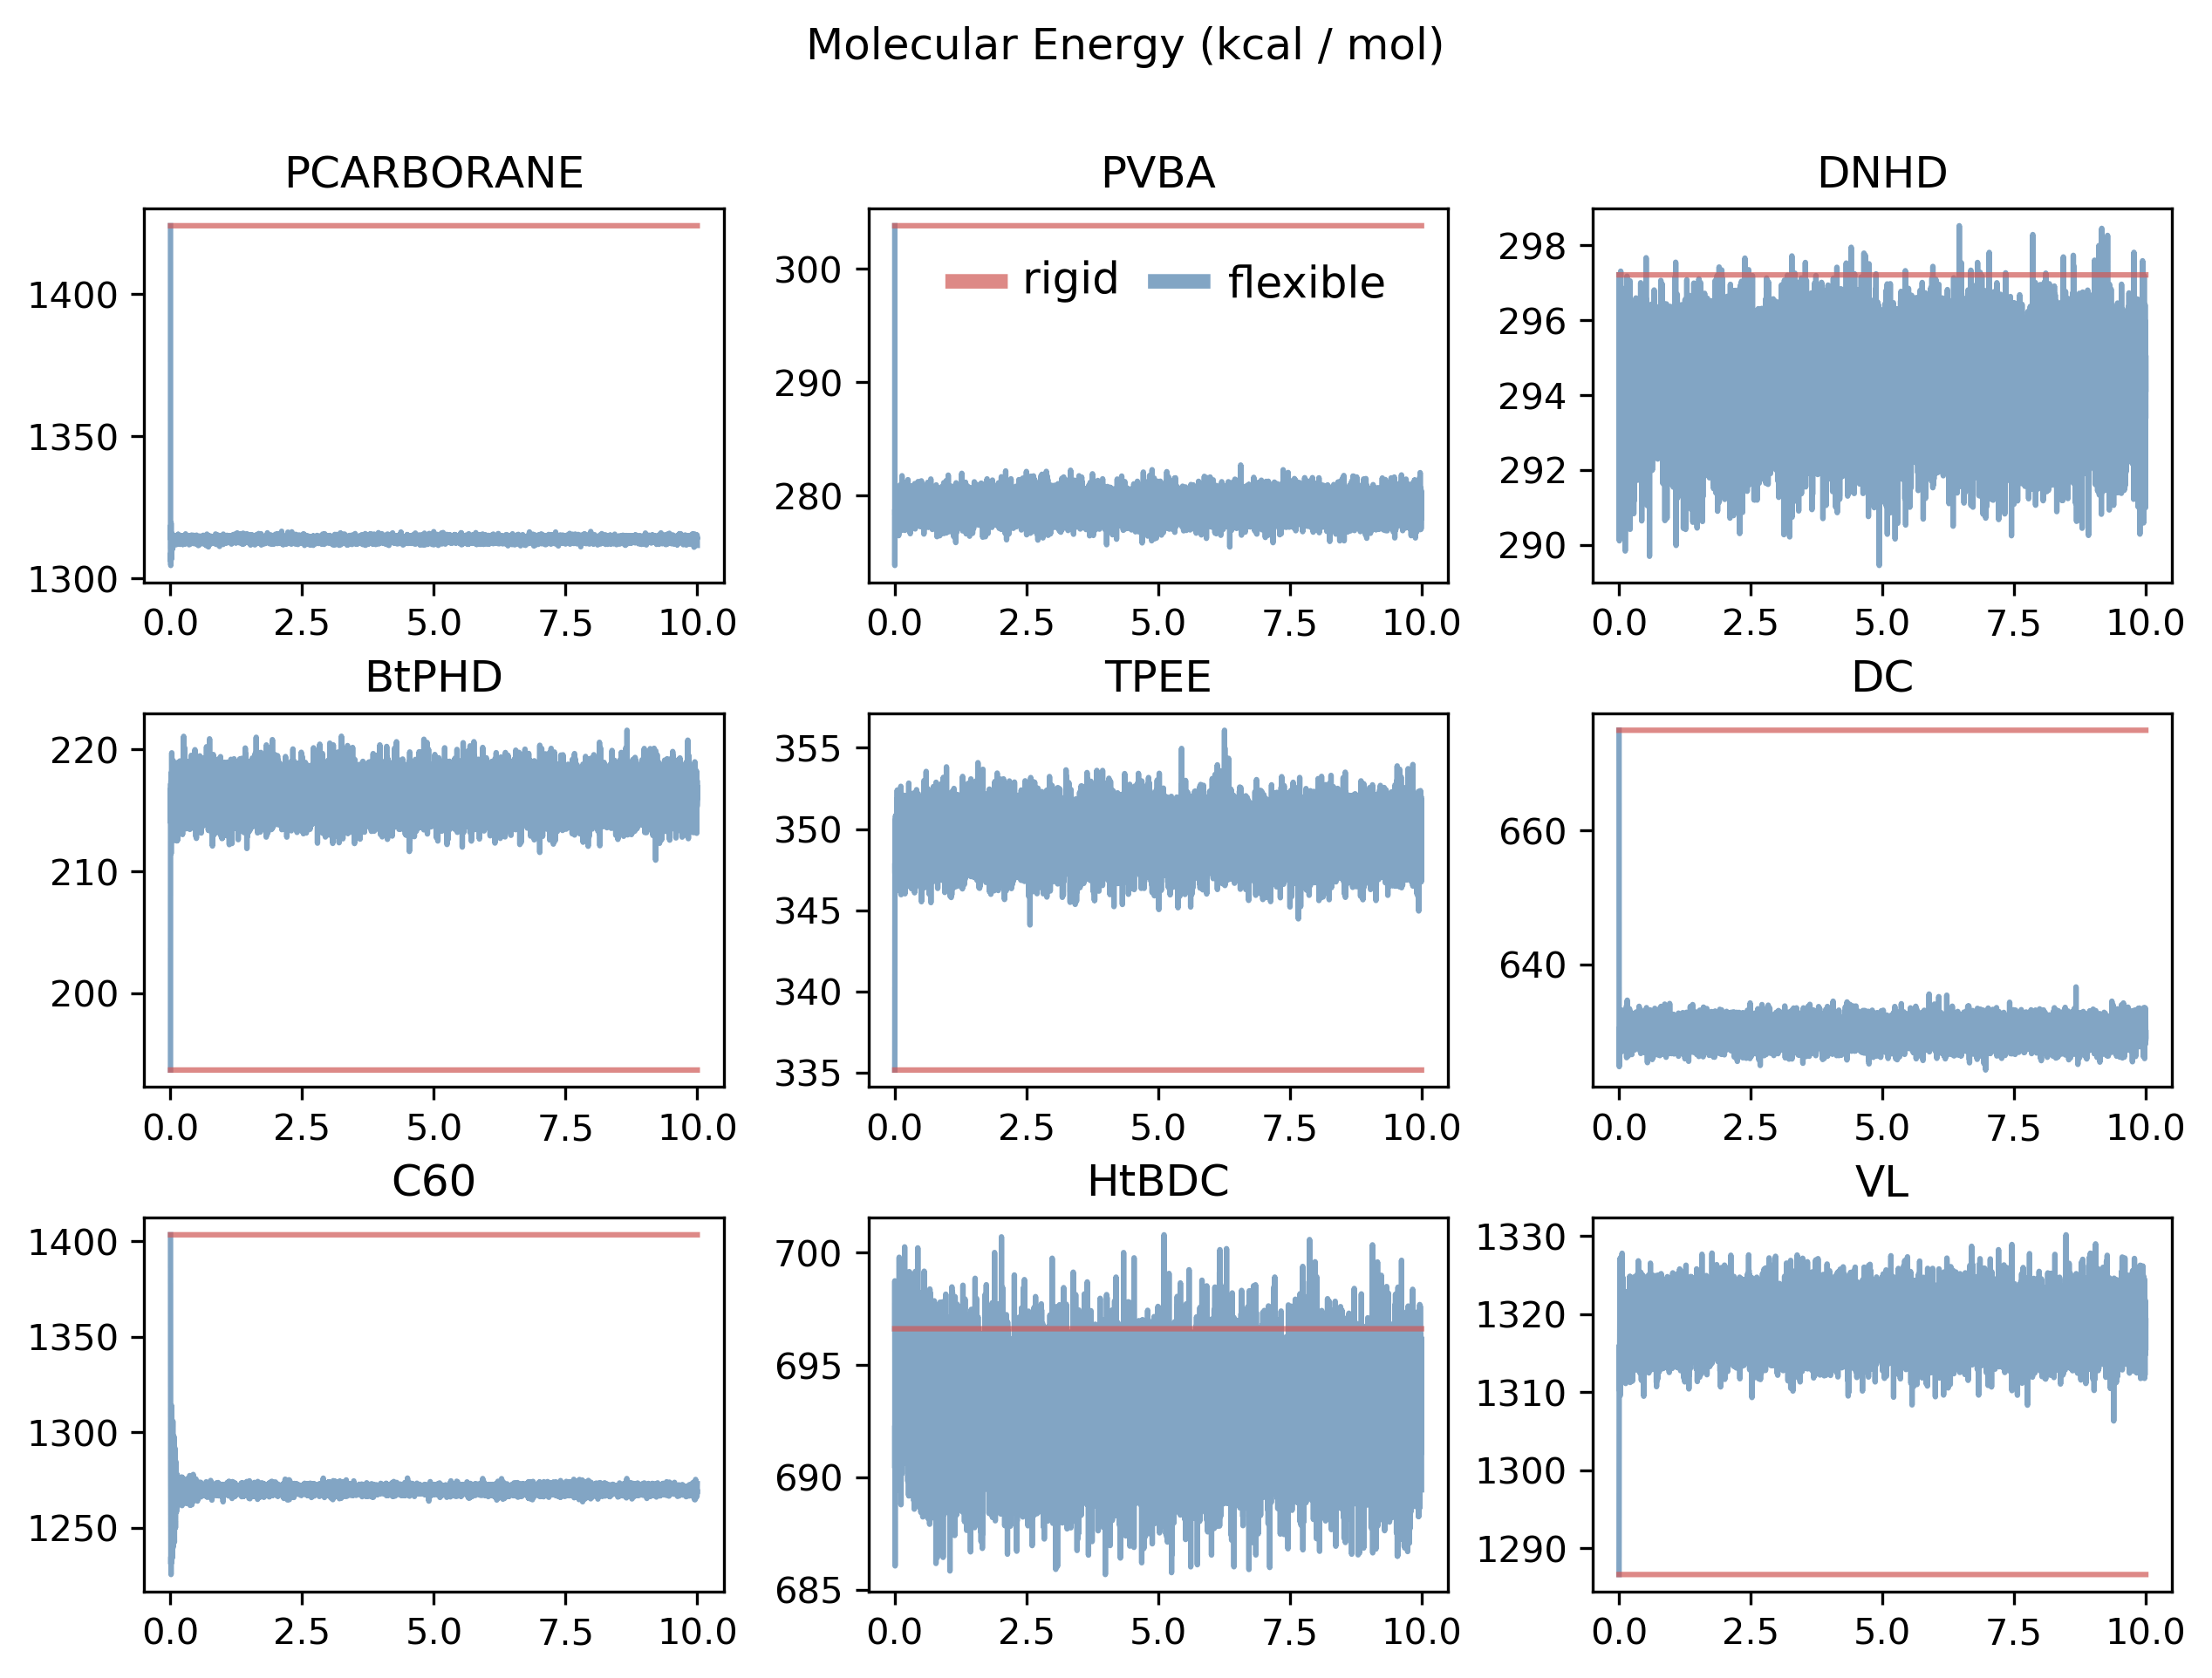 Molecular Energy (kcal / mol)
PCARBORANE PVBA DNHD
1400
1350
1300
0.0 2.5 5.0 7.5 10.0
rigid flexible
300
290
280
0.0 2.5 5.0 7.5 10.0
298
296
294
292
290
0.0 2.5 5.0 7.5 10.0
BtPHD TPEE DC
220
210
200
0.0 2.5 5.0 7.5 10.0
355
350
345
340
335
0.0 2.5 5.0 7.5 10.0
660
640
0.0 2.5 5.0 7.5 10.0
C60 HtBDC VL
1400
1350
1300
1250
0.0 2.5 5.0 7.5 10.0
700
695
690
685
0.0 2.5 5.0 7.5 10.0
1330
1320
1310
1300
1290
0.0 2.5 5.0 7.5 10.0